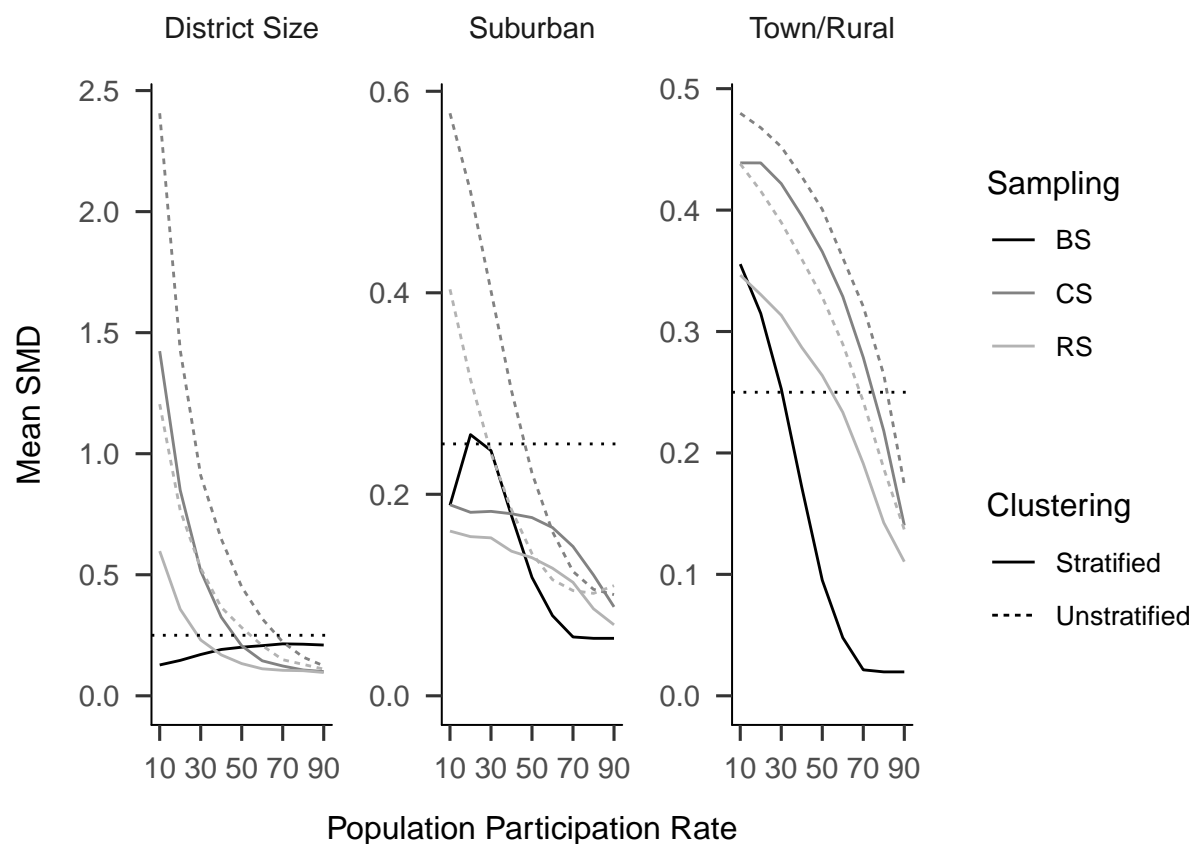 District Size
Suburban
Town/Rural
Mean SMD
2.5
2.0
1.5
1.0
0.5
0.0
10 30 50 70 90
0.6
0.4
0.2
0.0
10 30 50 70 90
0.5
0.4
0.3
0.2
0.1
0.0
10 30 50 70 90
Population Participation Rate
Sampling
BS
CS
RS
Clustering
Stratified
Unstratified